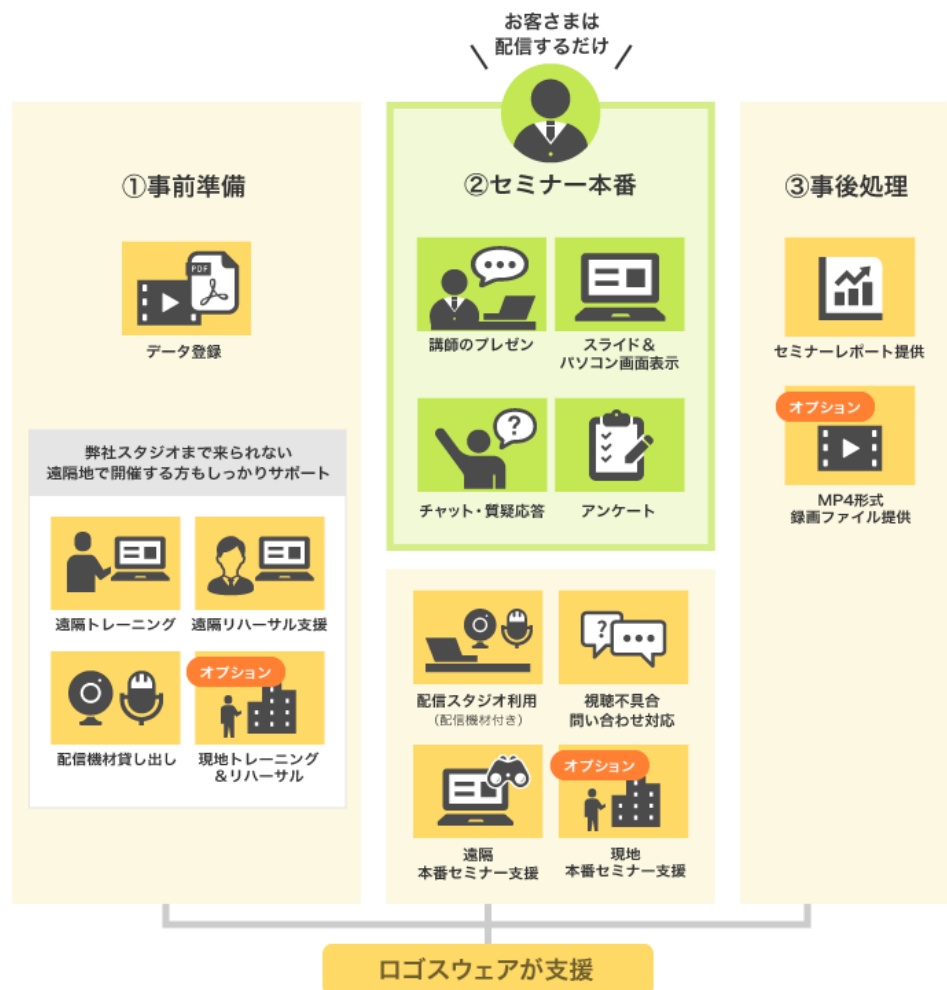 お客さまは
配信するだけ
①事前準備
PDF
データ登録
弊社スタジオまで来られない
遠隔地で開催する方もしっかりサポート
遠隔トレーニング
遠隔リハーサル支援
配信機材貸し出し
オプション
現地トレーニング
&リハーサル
②セミナー本番
講師のプレゼン
スライド&
パソコン画面表示
?
チャット・質疑応答
アンケート
配信スタジオ利用
(配信機材付き)
?
視聴不具合
問い合わせ対応
遠隔
本番セミナー支援
オプション
現地
本番セミナー支援
③事後処理
セミナーレポート提供
オプション
MP4形式
録画ファイル提供
ロゴスウェアが支援